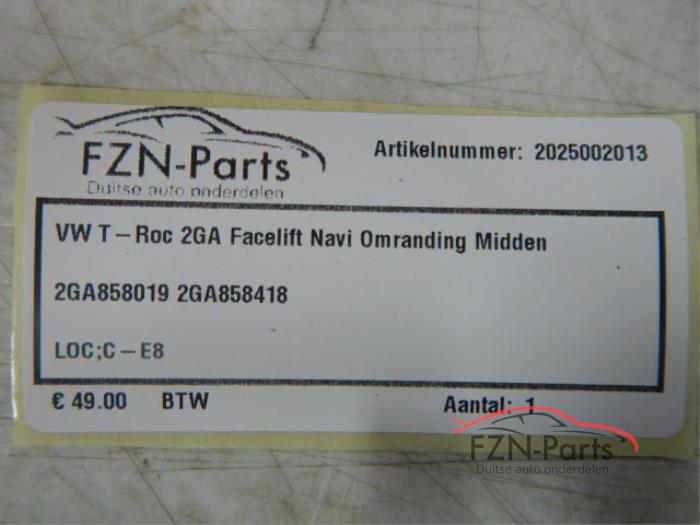 FZN-Parts
Duitse auto onderdelen
Artikelnummer: 2025002013
VW T-Roc 2GA Facelift Navi Omranding Midden
2GA858019 2GA858418
LOC;C-E8
€ 49.00 BTW
Aantal: 1
FZN-Parts
Duitse auto onderdelen